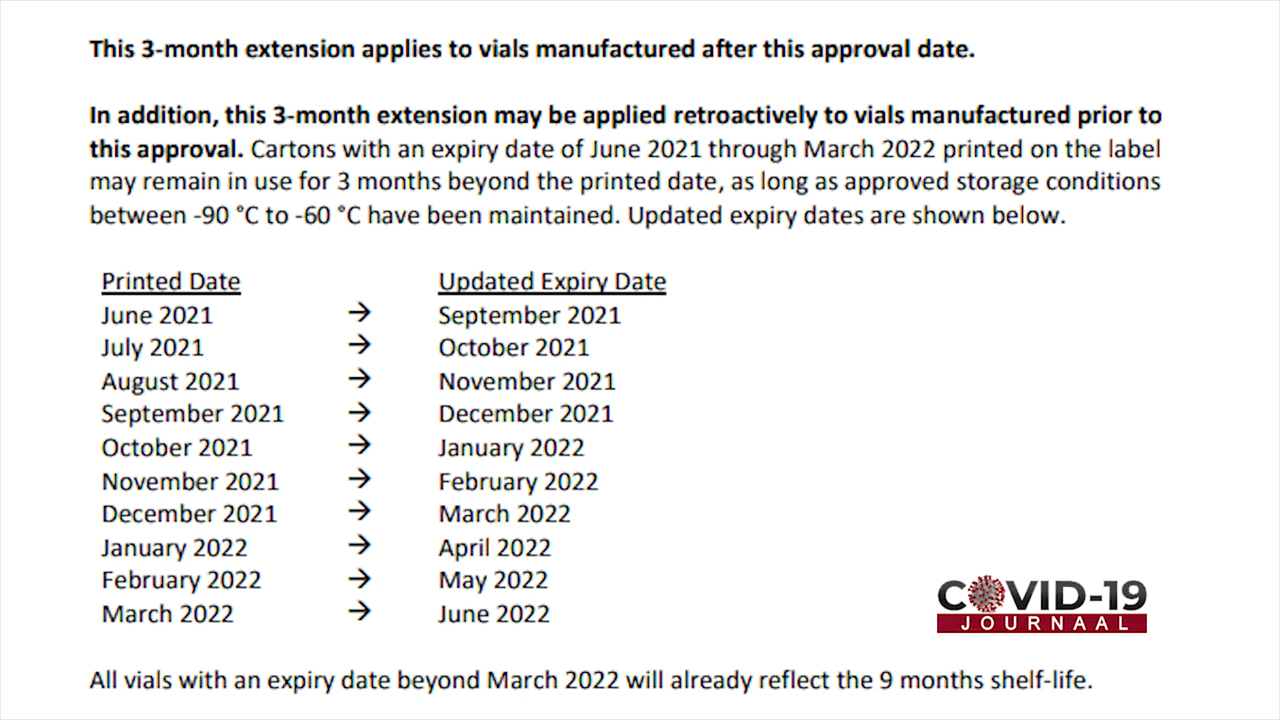 This 3-month extension applies to vials manufactured after this approval date.
In addition, this 3-month extension may be applied retroactively to vials manufactured prior to
this approval. Cartons with an expiry date of June 2021 through March 2022 printed on the label
may remain in use for 3 months beyond the printed date, as long as approved storage conditions
between -90 °C to -60 °C have been maintained. Updated expiry dates are shown below.
Printed Date Updated Expiry Date
June 2021 → September 2021
July 2021 → October 2021
August 2021 → November 2021
September 2021 → December 2021
October 2021 → January 2022
November 2021 → February 2022
December 2021 → March 2022
January 2022 → April 2022
February 2022 → May 2022
March 2022 → June 2022
COVID-19
JOURNAAL
All vials with an expiry date beyond March 2022 will already reflect the 9 months shelf-life.